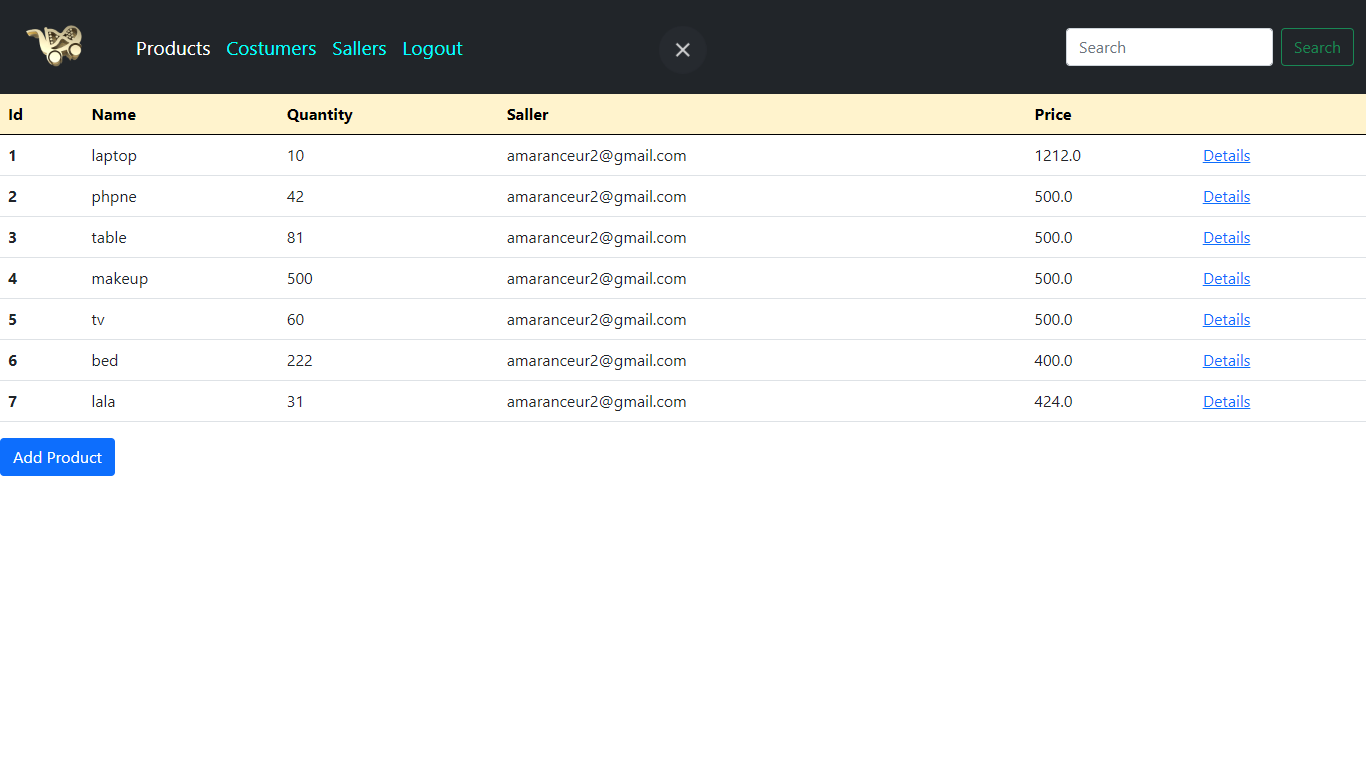 Products Costumers Sallers Logout Search Search
Id Name Quantity Saller Price
1 laptop 10 amaranceur2@gmail.com 1212.0 Details
2 phpne 42 amaranceur2@gmail.com 500.0 Details
3 table 81 amaranceur2@gmail.com 500.0 Details
4 makeup 500 amaranceur2@gmail.com 500.0 Details
5 tv 60 amaranceur2@gmail.com 500.0 Details
6 bed 222 amaranceur2@gmail.com 400.0 Details
7 lala 31 amaranceur2@gmail.com 424.0 Details
Add Product